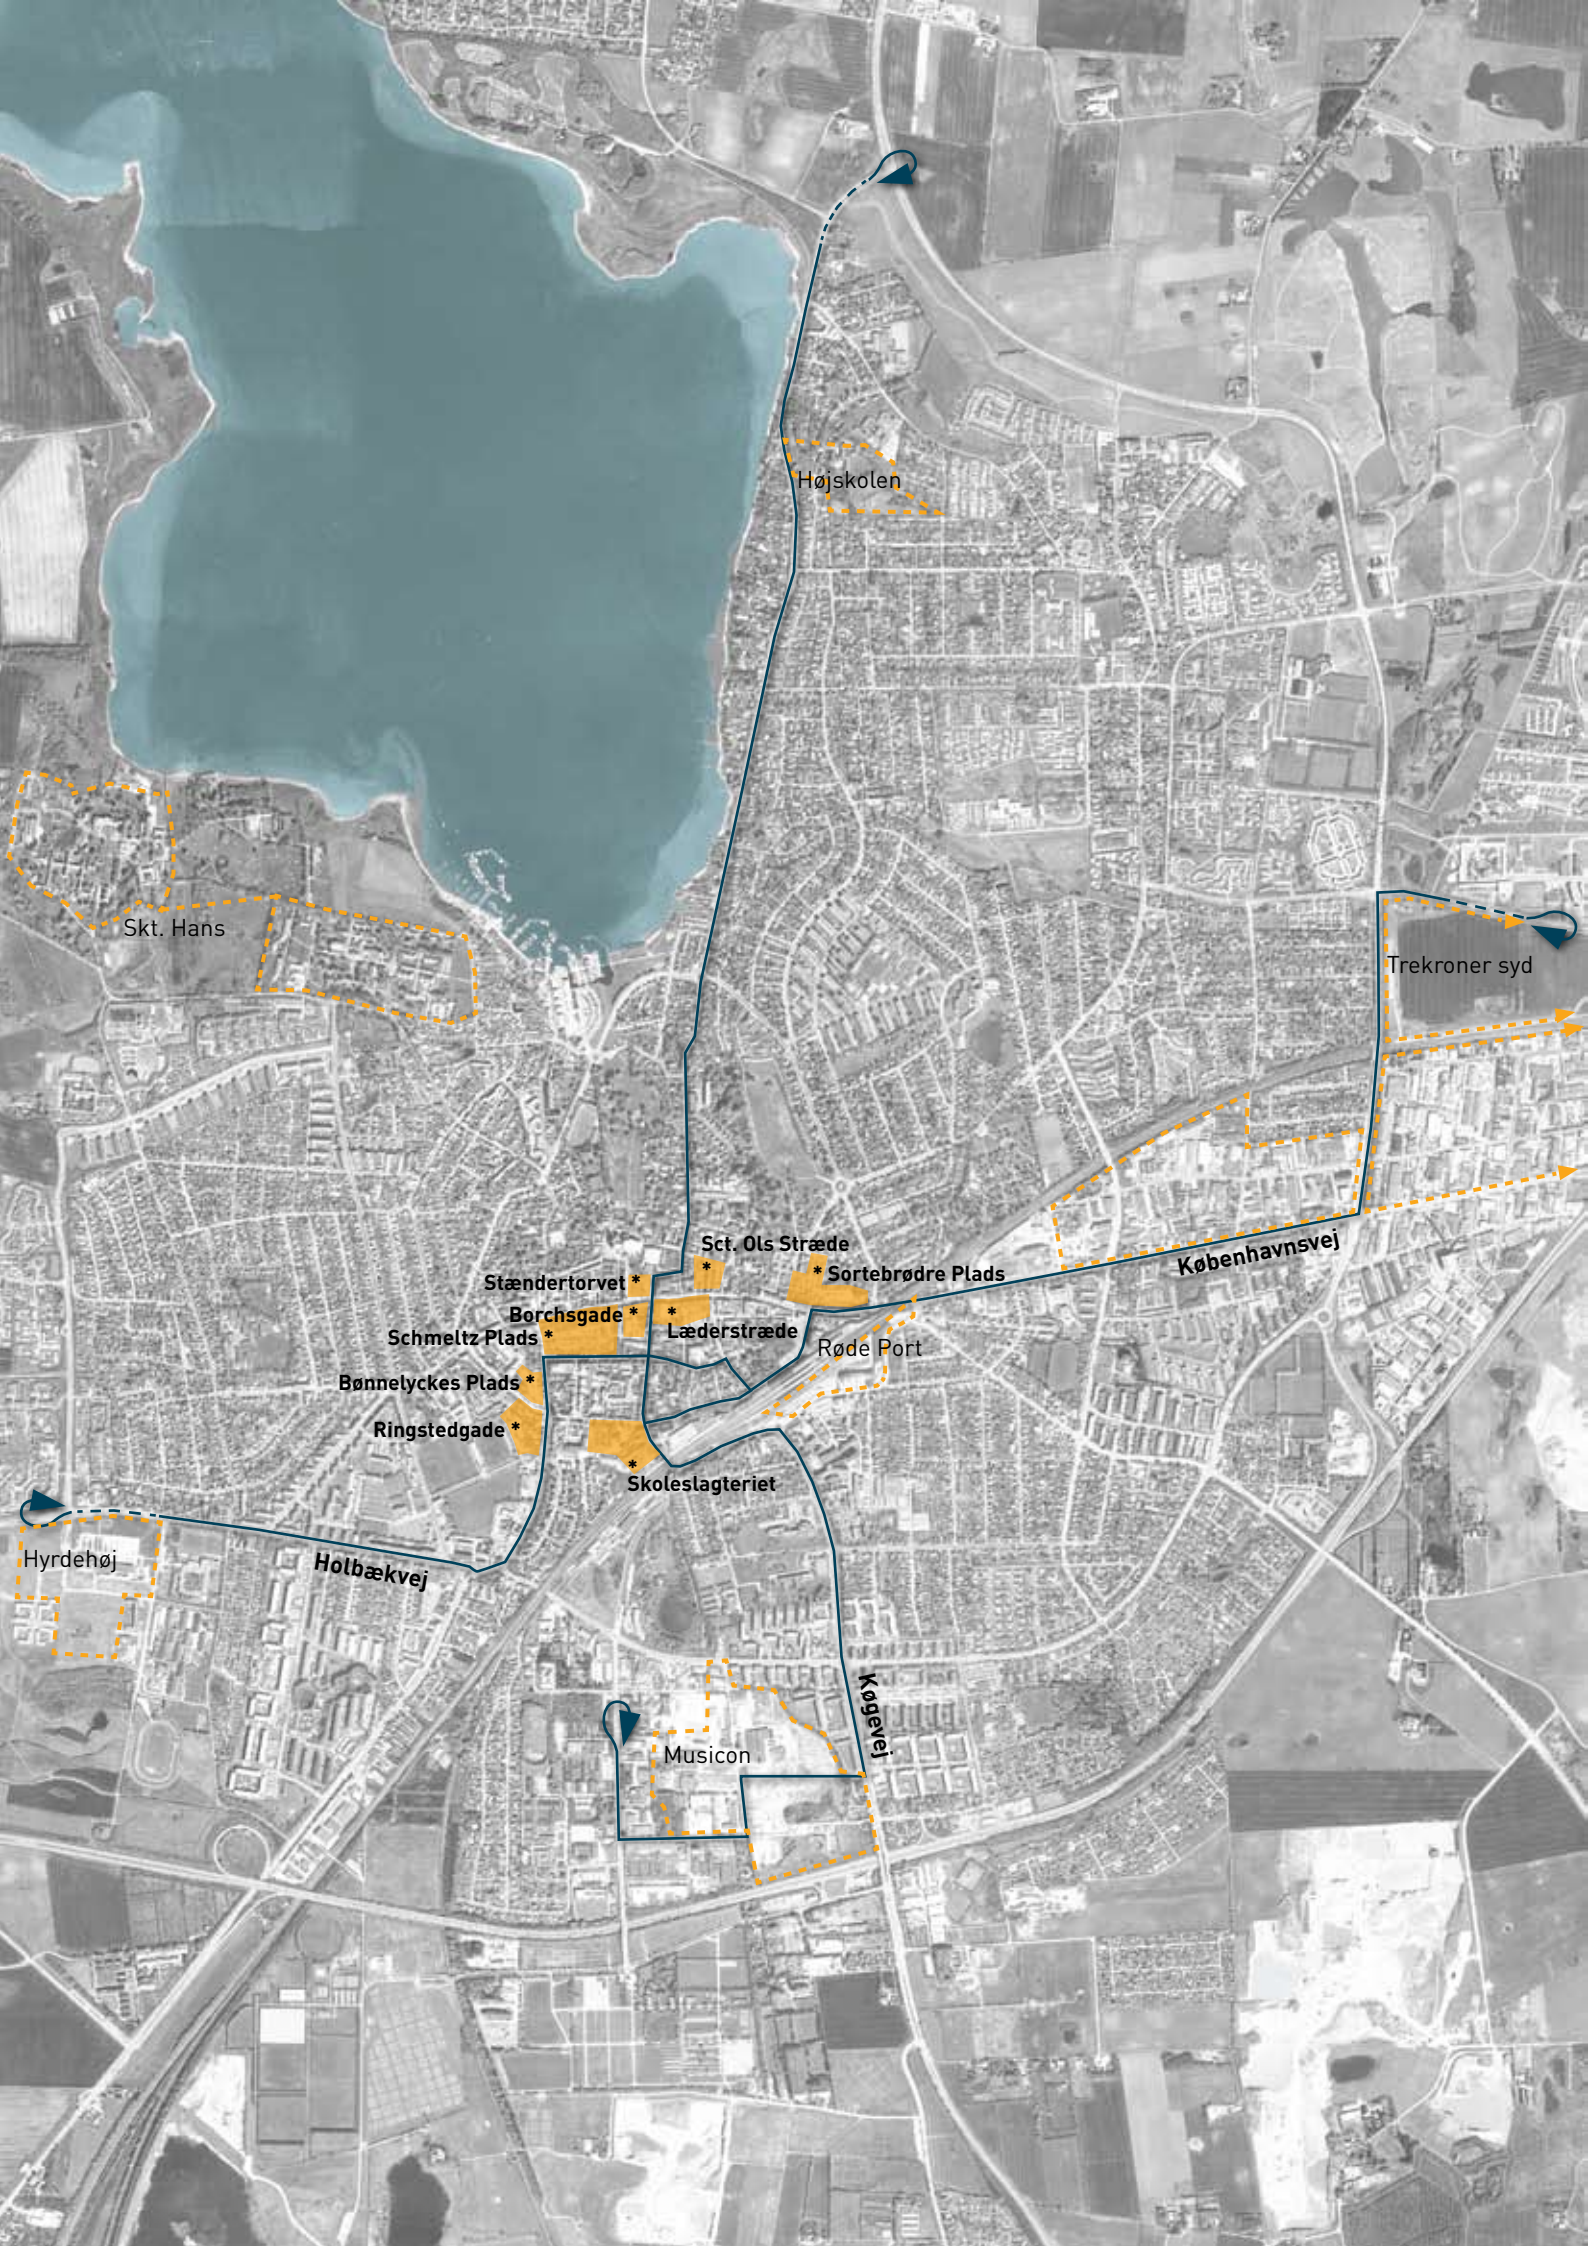 Højskolen
Skt. Hans
Trekroner syd
Sct. Ols Stræde
Københavnsvej
Stændertorvet *
* Sortebrødre Plads
Borchsgade *
Schmeltz Plads *
* Læderstræde
Røde Port
Bønnelyckes Plads *
Ringstedgade *
* Skoleslagteriet
Hyrdehøj
Holbækvej
Køgevej
Musicon